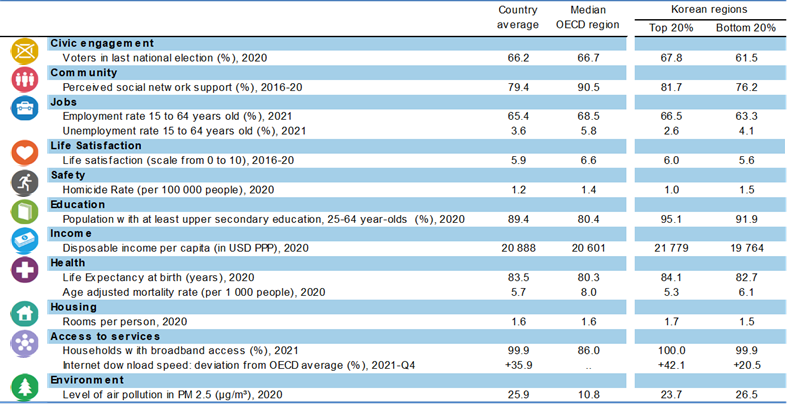 Country average Median OECD region Korean regions
Top 20% Bottom 20%
Civic engagement
Voters in last national election (%), 2020 66.2 66.7 67.8 61.5
Community
Perceived social network support (%), 2016-20 79.4 90.5 81.7 76.2
Jobs
Employment rate 15 to 64 years old (%), 2021 65.4 68.5 66.5 63.3
Unemployment rate 15 to 64 years old (%), 2021 3.6 5.8 2.6 4.1
Life Satisfaction
Life satisfaction (scale from 0 to 10), 2016-20 5.9 6.6 6.0 5.6
Safety
Homicide Rate (per 100 000 people), 2020 1.2 1.4 1.0 1.5
Education
Population with at least upper secondary education, 25-64 year-olds (%), 2020 89.4 80.4 95.1 91.9
Income
Disposable income per capita (in USD PPP), 2020 20 888 20 601 21 779 19 764
Health
Life Expectancy at birth (years), 2020 83.5 80.3 84.1 82.7
Age adjusted mortality rate (per 1 000 people), 2020 5.7 8.0 5.3 6.1
Housing
Rooms per person, 2020 1.6 1.6 1.7 1.5
Access to services
Households with broadband access (%), 2021 99.9 86.0 100.0 99.9
Internet download speed: deviation from OECD average (%), 2021-Q4 +35.9 .. +42.1 +20.5
Environment
Level of air pollution in PM 2.5 (µg/m³), 2020 25.9 10.8 23.7 26.5